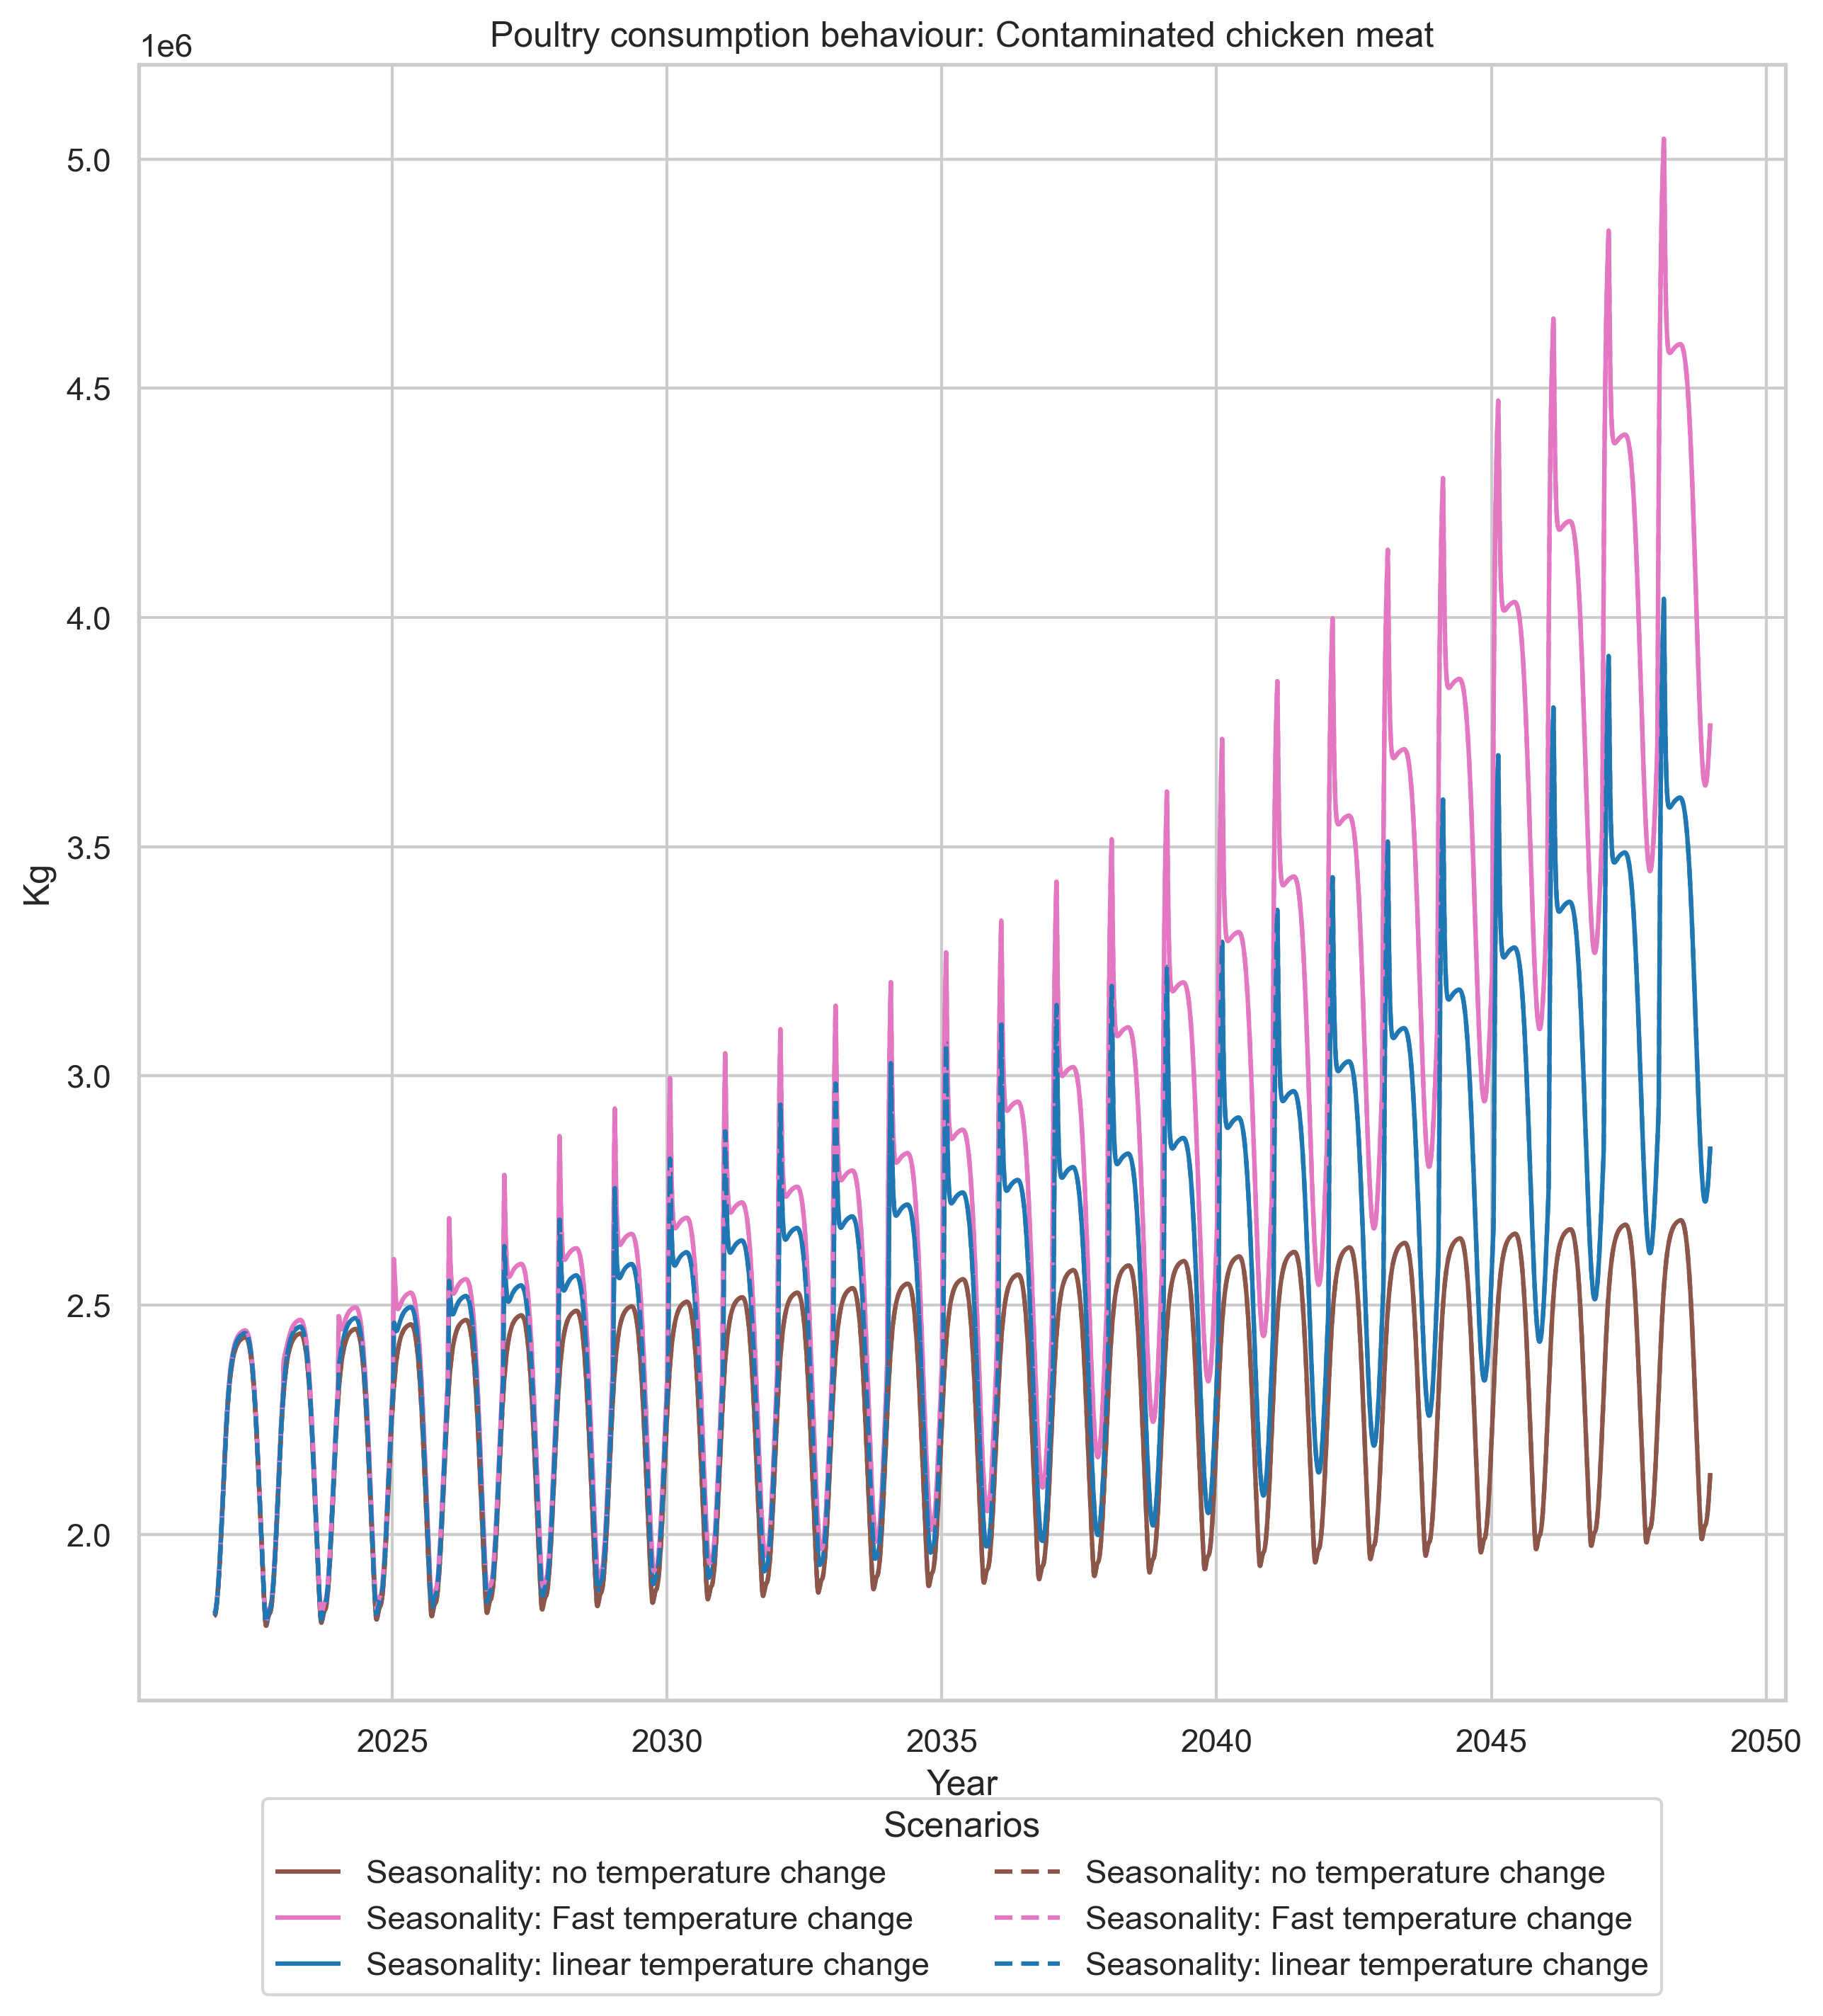 Poultry consumption behaviour: Contaminated chicken meat
1e6
5.0
4.5
4.0
3.5
3.0
2.5
2.0
Kg
2025 2030 2035 2040 2045 2050
Year
Scenarios
Seasonality: no temperature change Seasonality: no temperature change
Seasonality: Fast temperature change Seasonality: Fast temperature change
Seasonality: linear temperature change Seasonality: linear temperature change